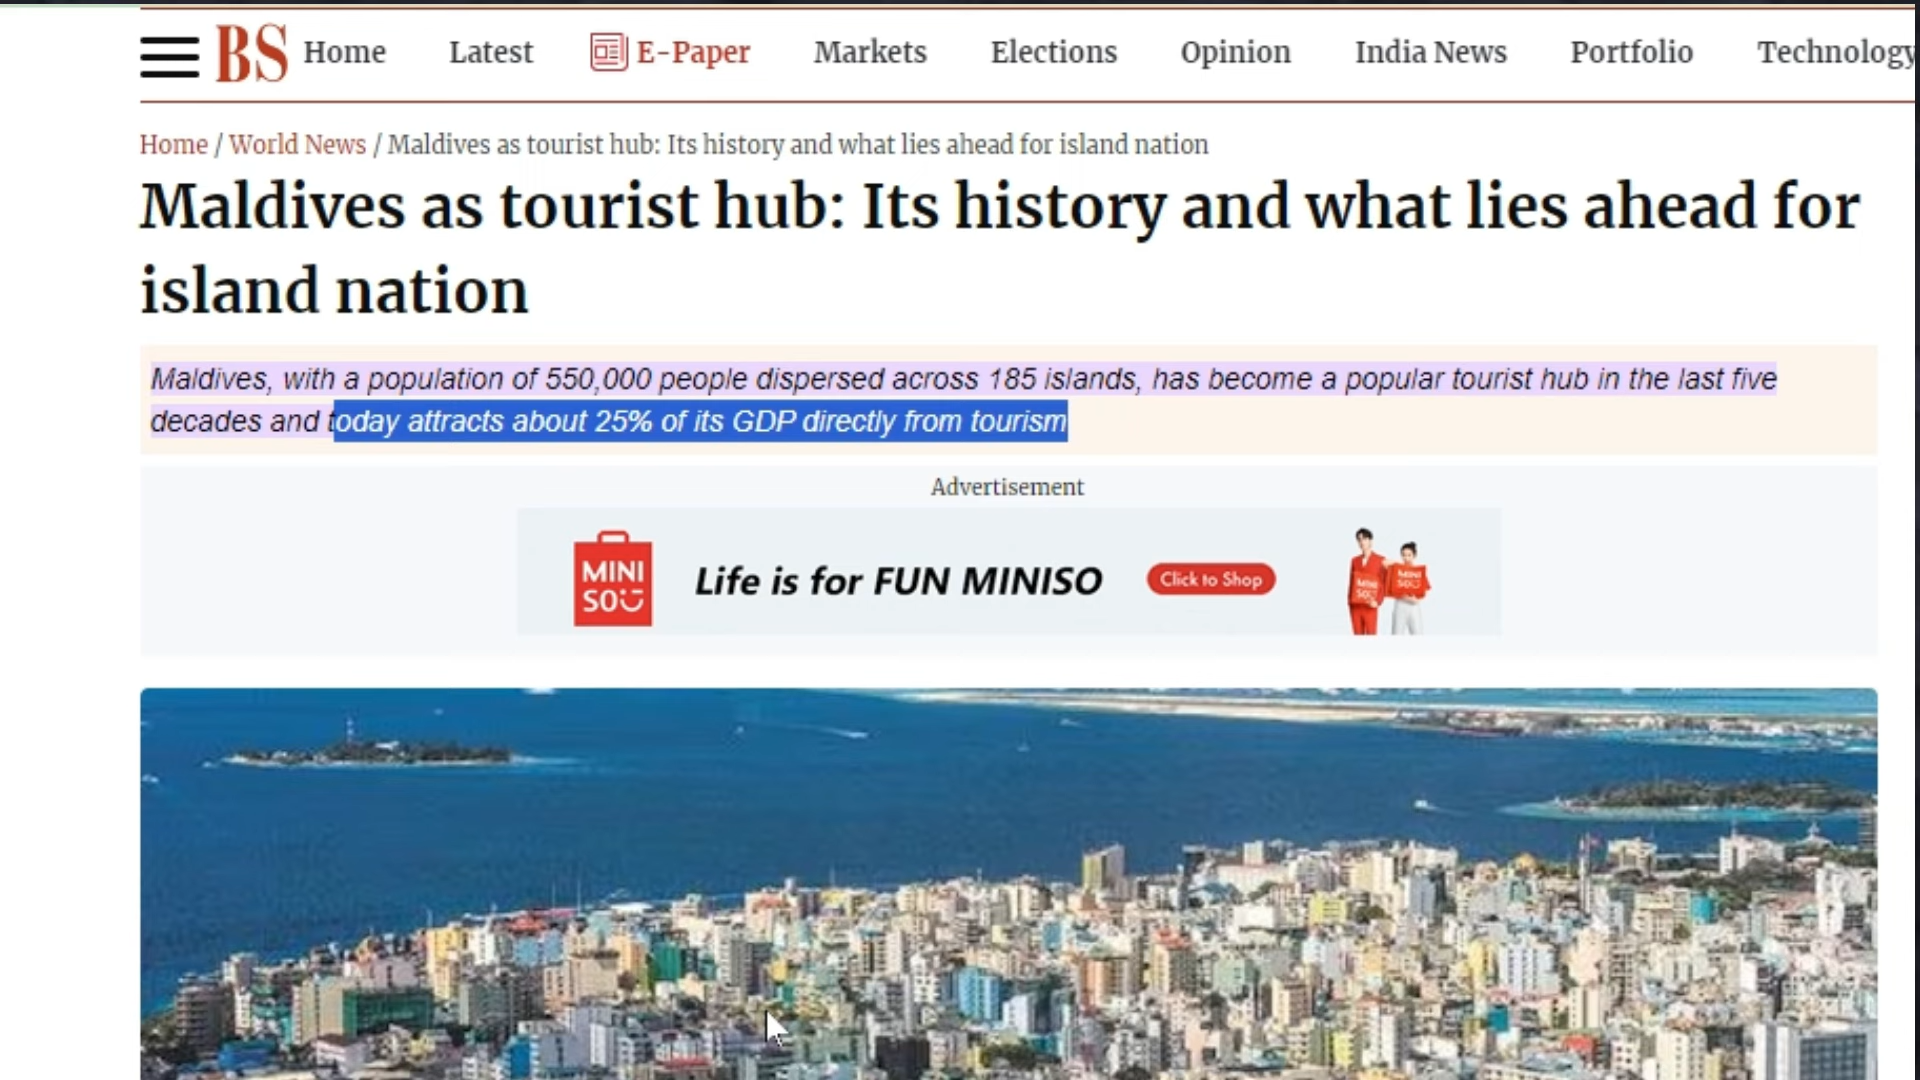 BS Home Latest E-Paper Markets Elections Opinion India News Portfolio Technology
Home / World News / Maldives as tourist hub: Its history and what lies ahead for island nation
Maldives as tourist hub: Its history and what lies ahead for
island nation
Maldives, with a population of 550,000 people dispersed across 185 islands, has become a popular tourist hub in the last five
decades and today attracts about 25% of its GDP directly from tourism
Advertisement
MINI
SO
Life is for FUN MINISO
Click to Shop
MINI
SO
MINI
SO